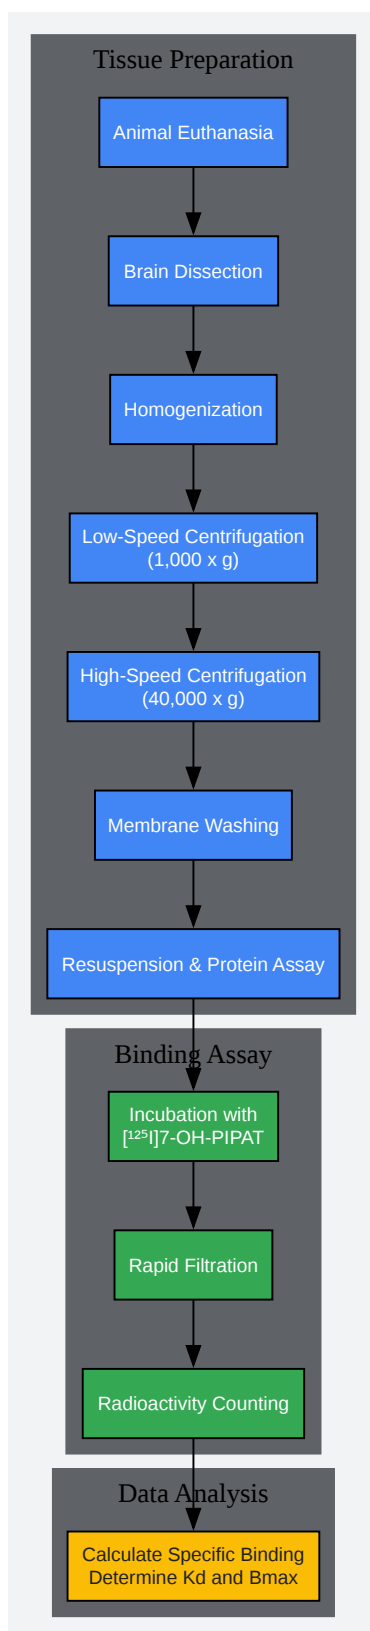 Tissue Preparation
Animal Euthanasia
Brain Dissection
Homogenization
Low-Speed Centrifugation
(1,000 x g)
High-Speed Centrifugation
(40,000 x g)
Membrane Washing
Resuspension & Protein Assay
Binding Assay
Incubation with
[¹²⁵I]7-OH-PIPAT
Rapid Filtration
Radioactivity Counting
Data Analysis
Calculate Specific Binding
Determine Kd and Bmax